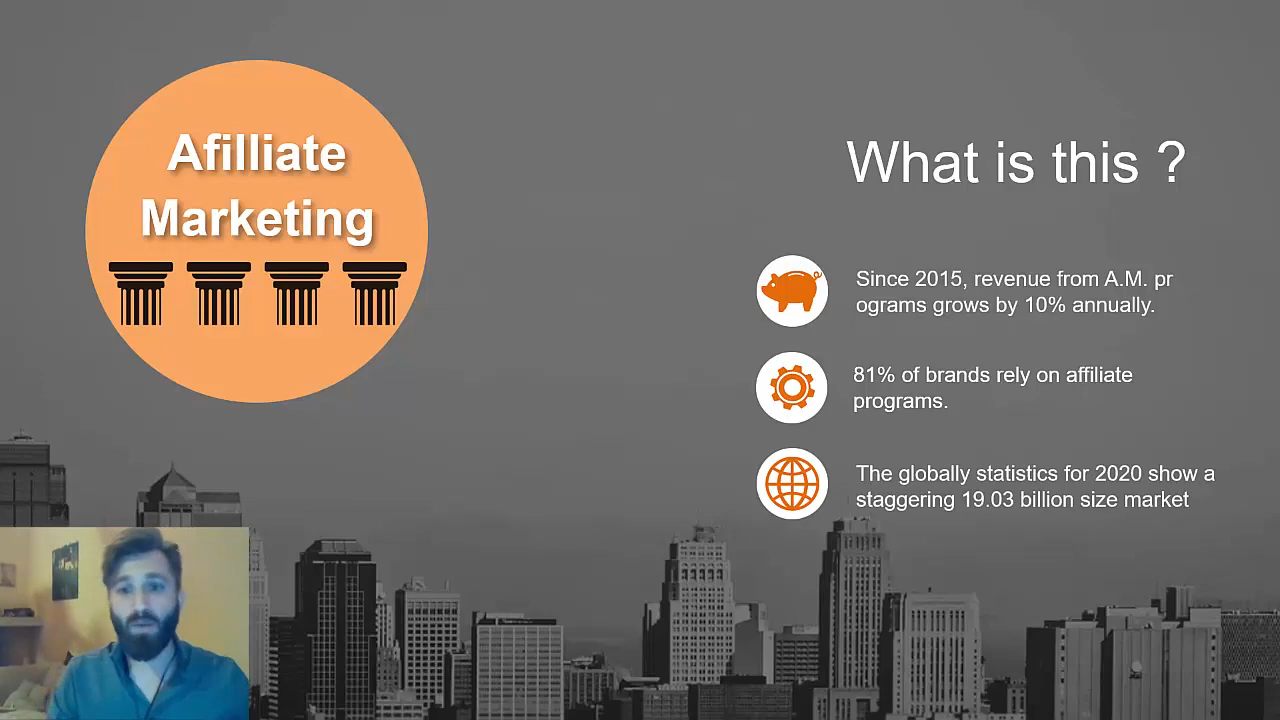 Afilliate
Marketing
What is this ?
Since 2015, revenue from A.M. pr
ograms grows by 10% annually.
81% of brands rely on affiliate
programs.
The globally statistics for 2020 show a
staggering 19.03 billion size market